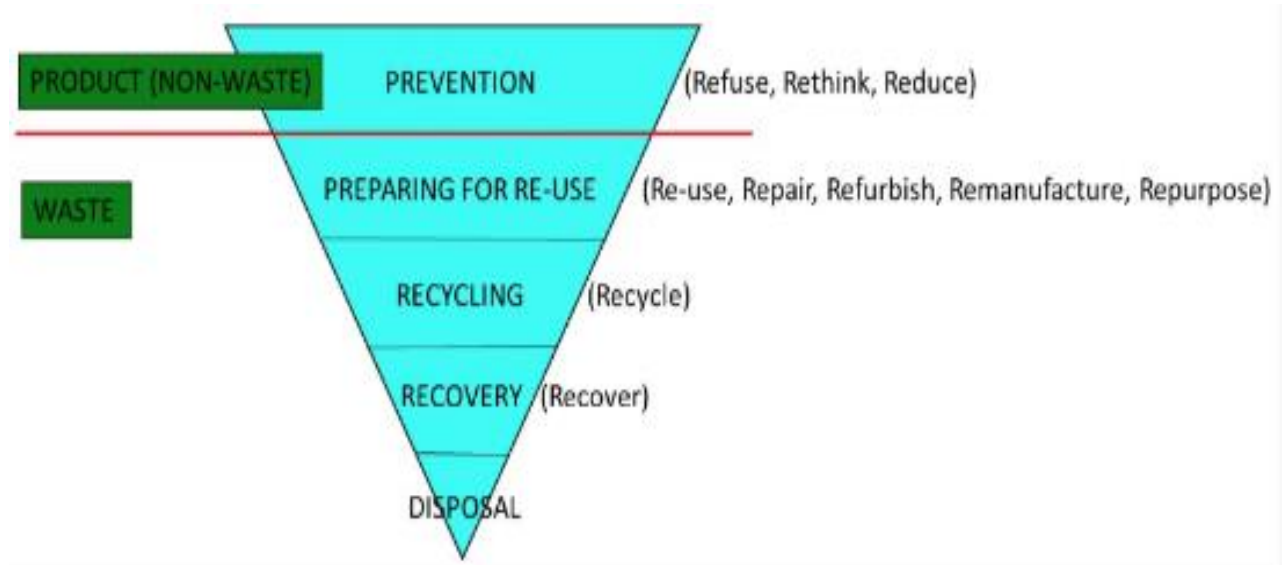 PRODUCT (NON-WASTE) PREVENTION (Refuse, Rethink, Reduce)
WASTE PREPARING FOR RE-USE (Re-use, Repair, Refurbish, Remanufacture, Repurpose)
RECYCLING (Recycle)
RECOVERY (Recover)
DISPOSAL